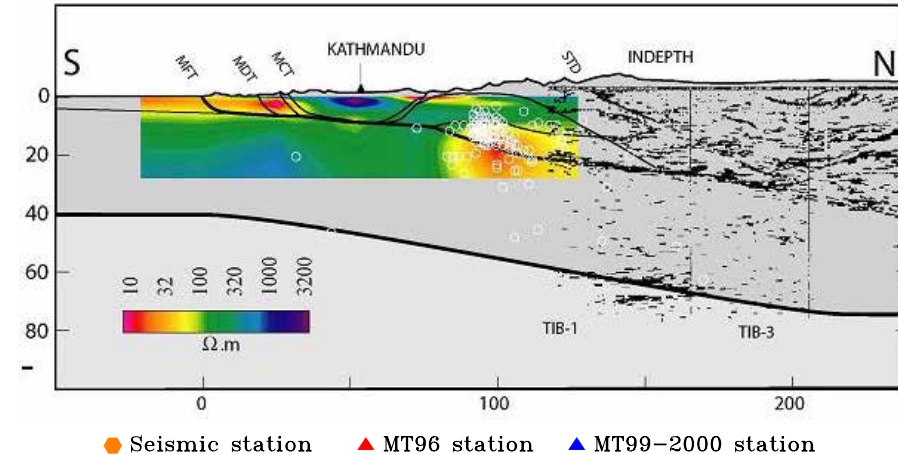 S
MFT
MDT
MCT
KATHMANDU
STD
INDEPTH
N
0
20
40
60
80
10
32
100
320
1000
3200
Ω.m
TIB-1
TIB-3
0
100
200
Seismic station
MT96 station
MT99-2000 station